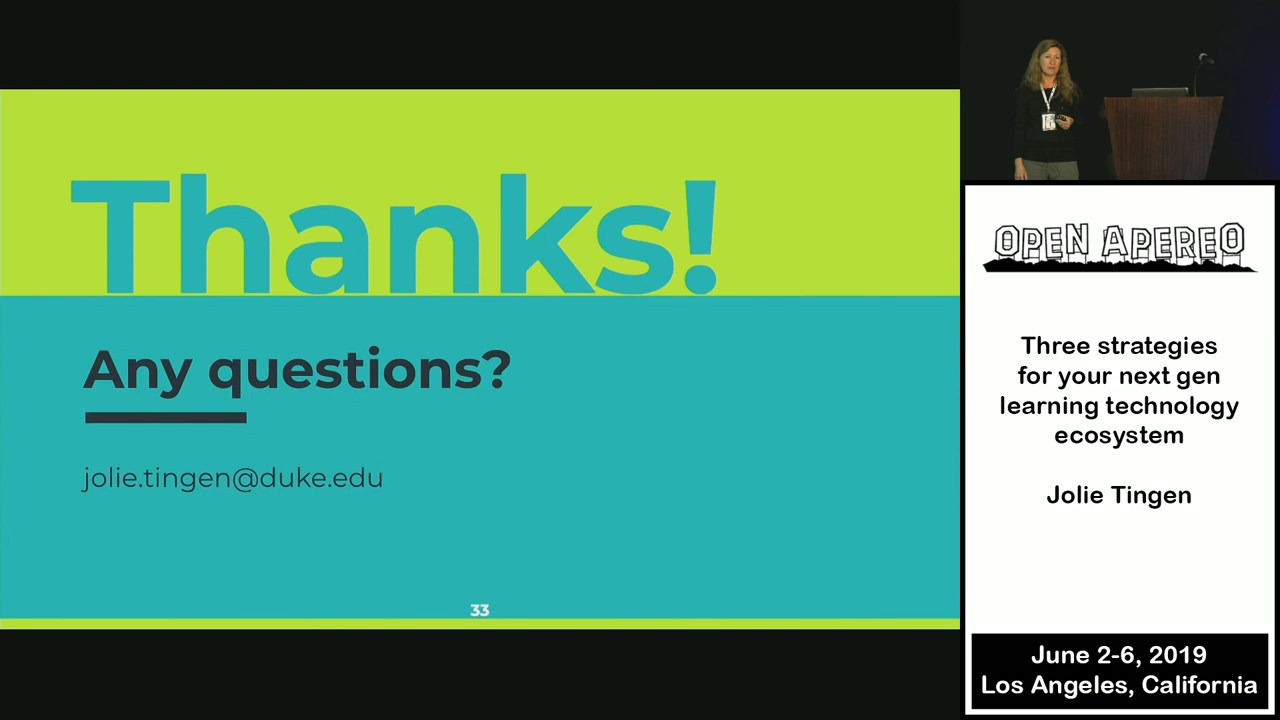 Thanks!
Any questions?
jolie.tingen@duke.edu
33
OPEN APEREO
Three strategies
for your next gen
learning technology
ecosystem
Jolie Tingen
June 2-6, 2019
Los Angeles, California